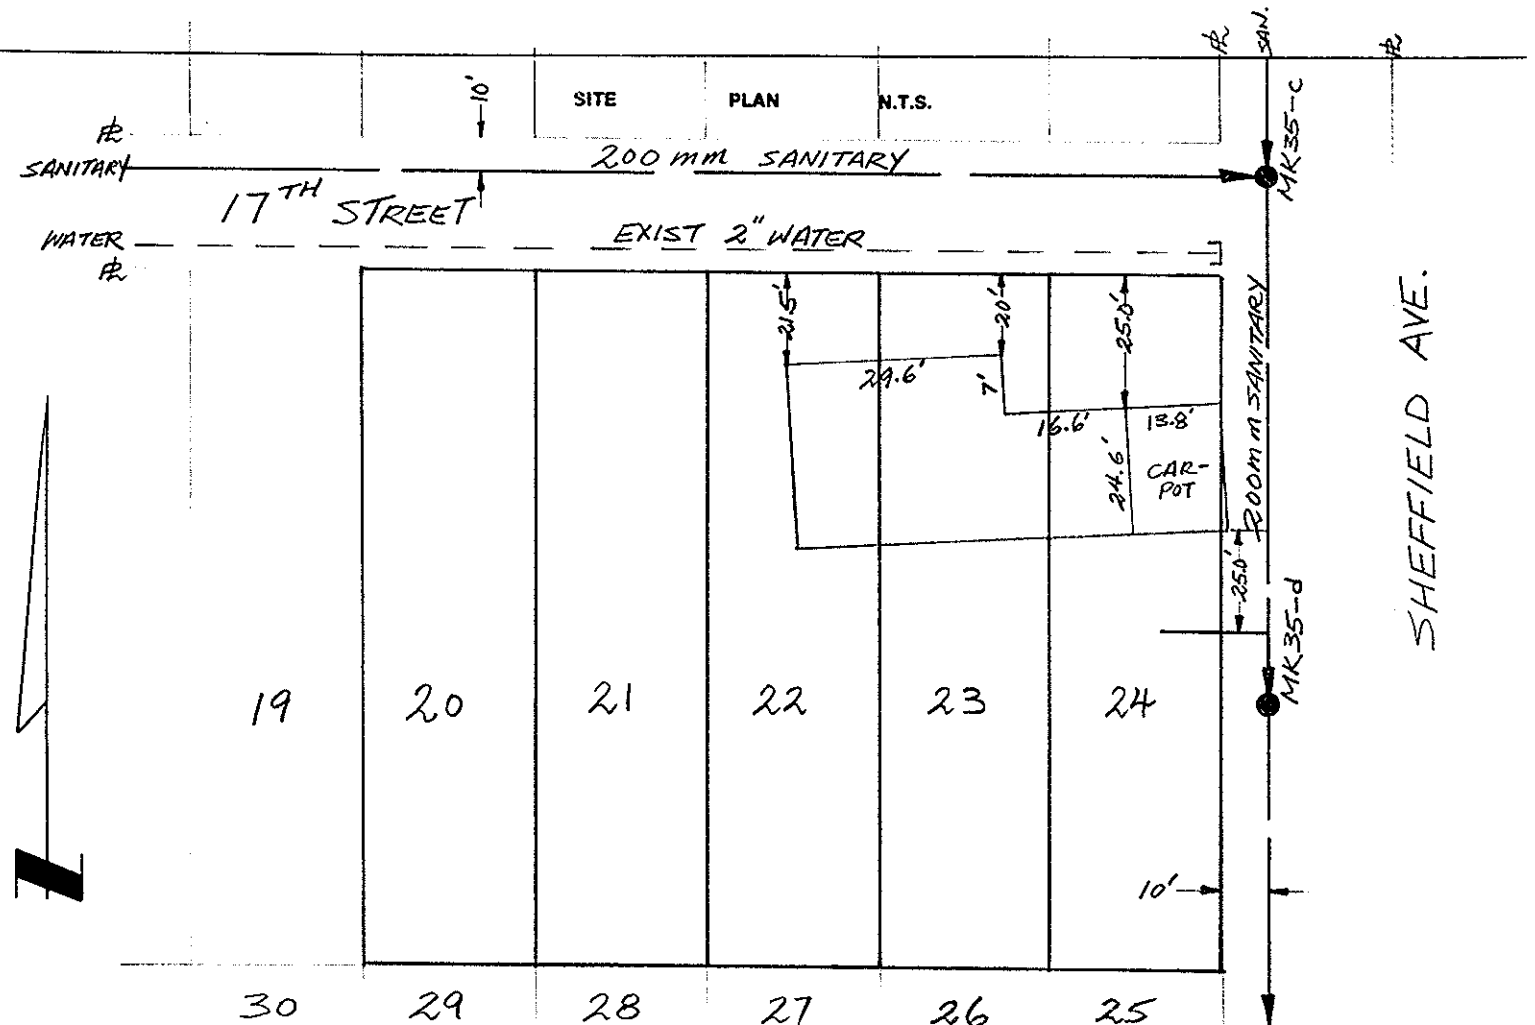 ℞ SAN. ℞
10' SITE PLAN N.T.S.
℞
SANITARY 200 mm SANITARY MK35-c
17TH STREET
WATER EXIST 2" WATER
℞
21.5' 20' 25.0'
29.6' 7' 16.6' 13.8'
24.6' CAR-
POT
200mm SANITARY
SHEFFIELD AVE.
25.0'
MK35-d
19 20 21 22 23 24
10'
30 29 28 27 26 25